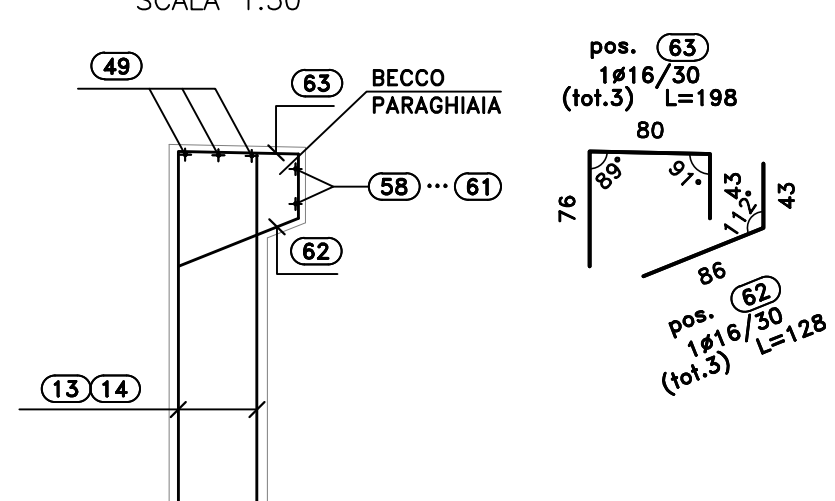 SCALA 1:50
49
63
BECCO
PARAGHIAIA
58 ... 61
62
13 14
pos. 63
1ø16/30
(tot.3) L=198
80
89°
91°
76
43
43
112°
86
pos. 62
1ø16/30
(tot.3) L=128